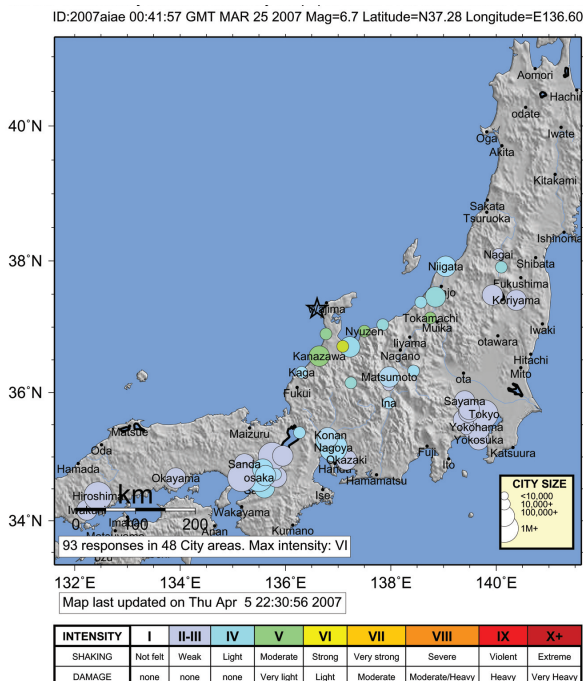 ID:2007aiae 00:41:57 GMT MAR 25 2007 Mag=6.7 Latitude=N37.28 Longitude=E136.60
Aomori
Hachi
odate
40°N
Iwate
Oga
Akita
Kitakami
Sakata
Tsuruoka
Ishinoma
38°N
Nagai
Niigata
Shibata
Fukushima
njo
Koriyama
Wajima
Tokamachi
Muika
Nyuzen
Iwaki
Iiyama
otawara
Kanazawa
Nagano
Hitachi
Kaga
Matsumoto
ota
Mito
36°N
Fukui
Ina
Sayama
Tokyo
Matsue
Maizuru
Konan
Yokohama
Oda
Nagoya
Yokosuka
Hamada
Sanda
Okazaki
Fuji
Katsuura
Handa
Ito
Okayama
osaka
Hamamatsu
Hiroshima
km
Ise
CITY SIZE
<10,000
10,000+
100,000+
1M+
Iwakuni
Wakayama
0 100 200
34°N
Imaba
Anan
Kumano
93 responses in 48 City areas. Max intensity: VI
132°E 134°E 136°E 138°E 140°E
Map last updated on Thu Apr 5 22:30:56 2007
INTENSITY I II-III IV V VI VII VIII IX X+
SHAKING Not felt Weak Light Moderate Strong Very strong Severe Violent Extreme
DAMAGE none none none Very light Light Moderate Moderate/Heavy Heavy Very Heavy